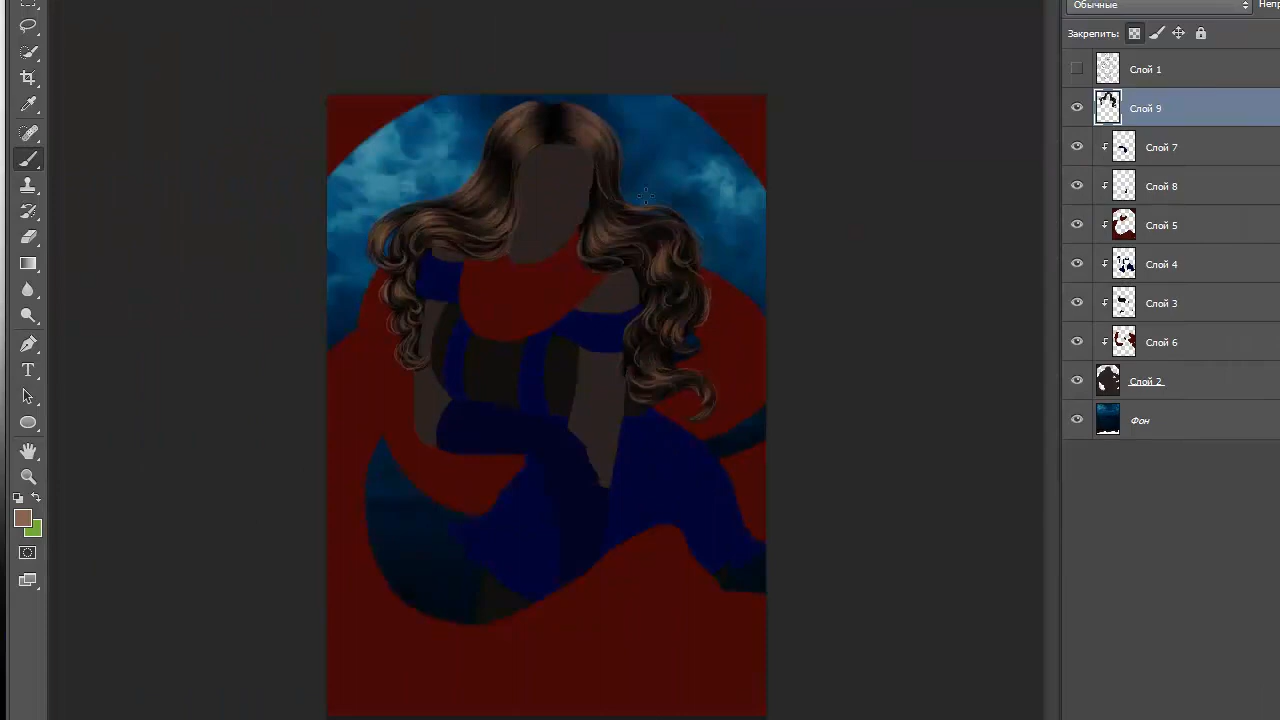 Обычные
Непр
Закрепить:
Слой 1
Слой 9
Слой 7
Слой 8
Слой 5
Слой 4
Слой 3
Слой 6
Слой 2
Фон
T